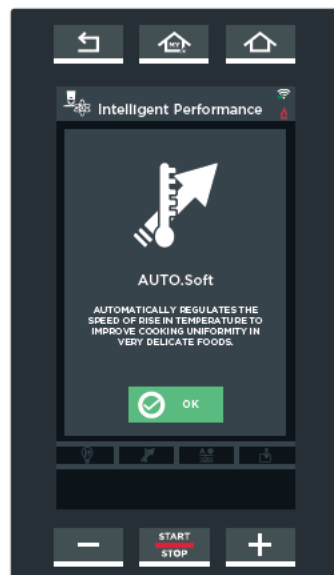 MY
Intelligent Performance
AUTO.Soft
AUTOMATICALLY REGULATES THE
SPEED OF RISE IN TEMPERATURE TO
IMPROVE COOKING UNIFORMITY IN
VERY DELICATE FOODS.
OK
START
STOP